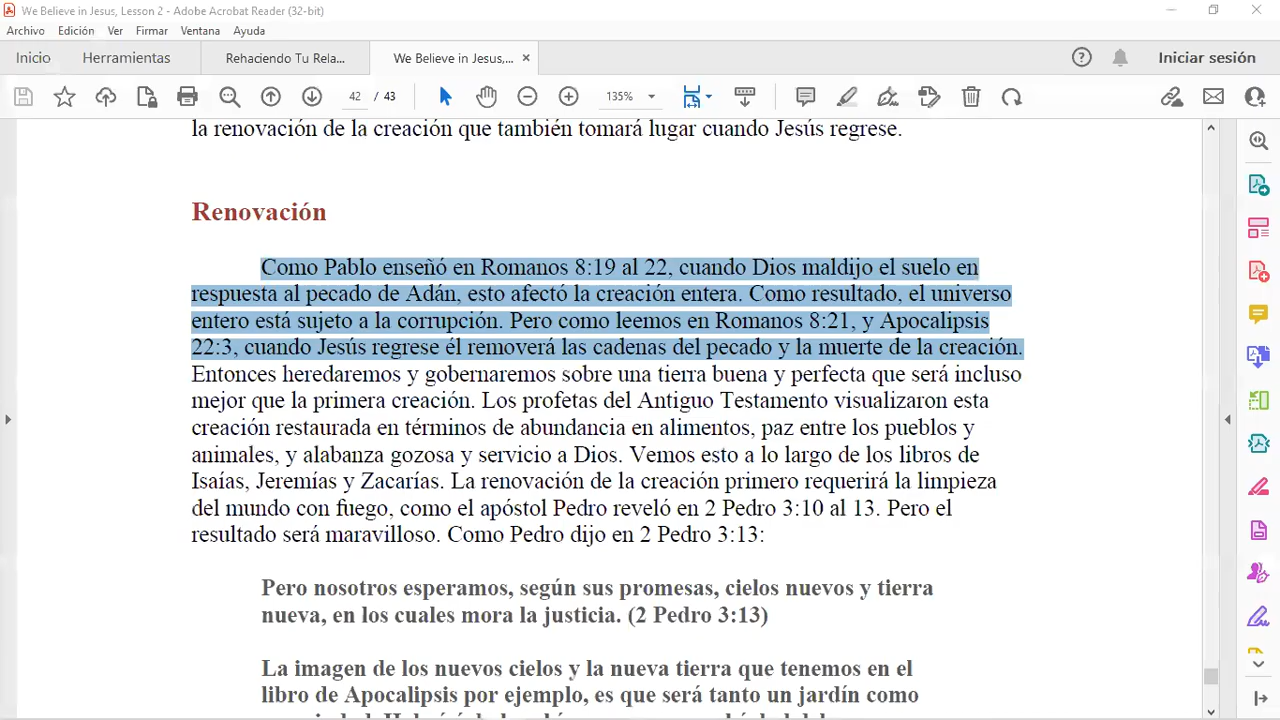 We Believe in Jesus, Lesson 2 - Adobe Acrobat Reader (32-bit)
Archivo Edición Ver Firmar Ventana Ayuda
Inicio Herramientas Rehaciendo Tu Rela... We Believe in Jesus,... ×
Iniciar sesión
42 / 43 135%
la renovación de la creación que también tomará lugar cuando Jesús regrese.
Renovación
Como Pablo enseñó en Romanos 8:19 al 22, cuando Dios maldijo el suelo en
respuesta al pecado de Adán, esto afectó la creación entera. Como resultado, el universo
entero está sujeto a la corrupción. Pero como leemos en Romanos 8:21, y Apocalipsis
22:3, cuando Jesús regrese él removerá las cadenas del pecado y la muerte de la creación.
Entonces heredaremos y gobernaremos sobre una tierra buena y perfecta que será incluso
mejor que la primera creación. Los profetas del Antiguo Testamento visualizaron esta
creación restaurada en términos de abundancia en alimentos, paz entre los pueblos y
animales, y alabanza gozosa y servicio a Dios. Vemos esto a lo largo de los libros de
Isaías, Jeremías y Zacarías. La renovación de la creación primero requerirá la limpieza
del mundo con fuego, como el apóstol Pedro reveló en 2 Pedro 3:10 al 13. Pero el
resultado será maravilloso. Como Pedro dijo en 2 Pedro 3:13:
Pero nosotros esperamos, según sus promesas, cielos nuevos y tierra
nueva, en los cuales mora la justicia. (2 Pedro 3:13)
La imagen de los nuevos cielos y la nueva tierra que tenemos en el
libro de Apocalipsis por ejemplo, es que será tanto un jardín como